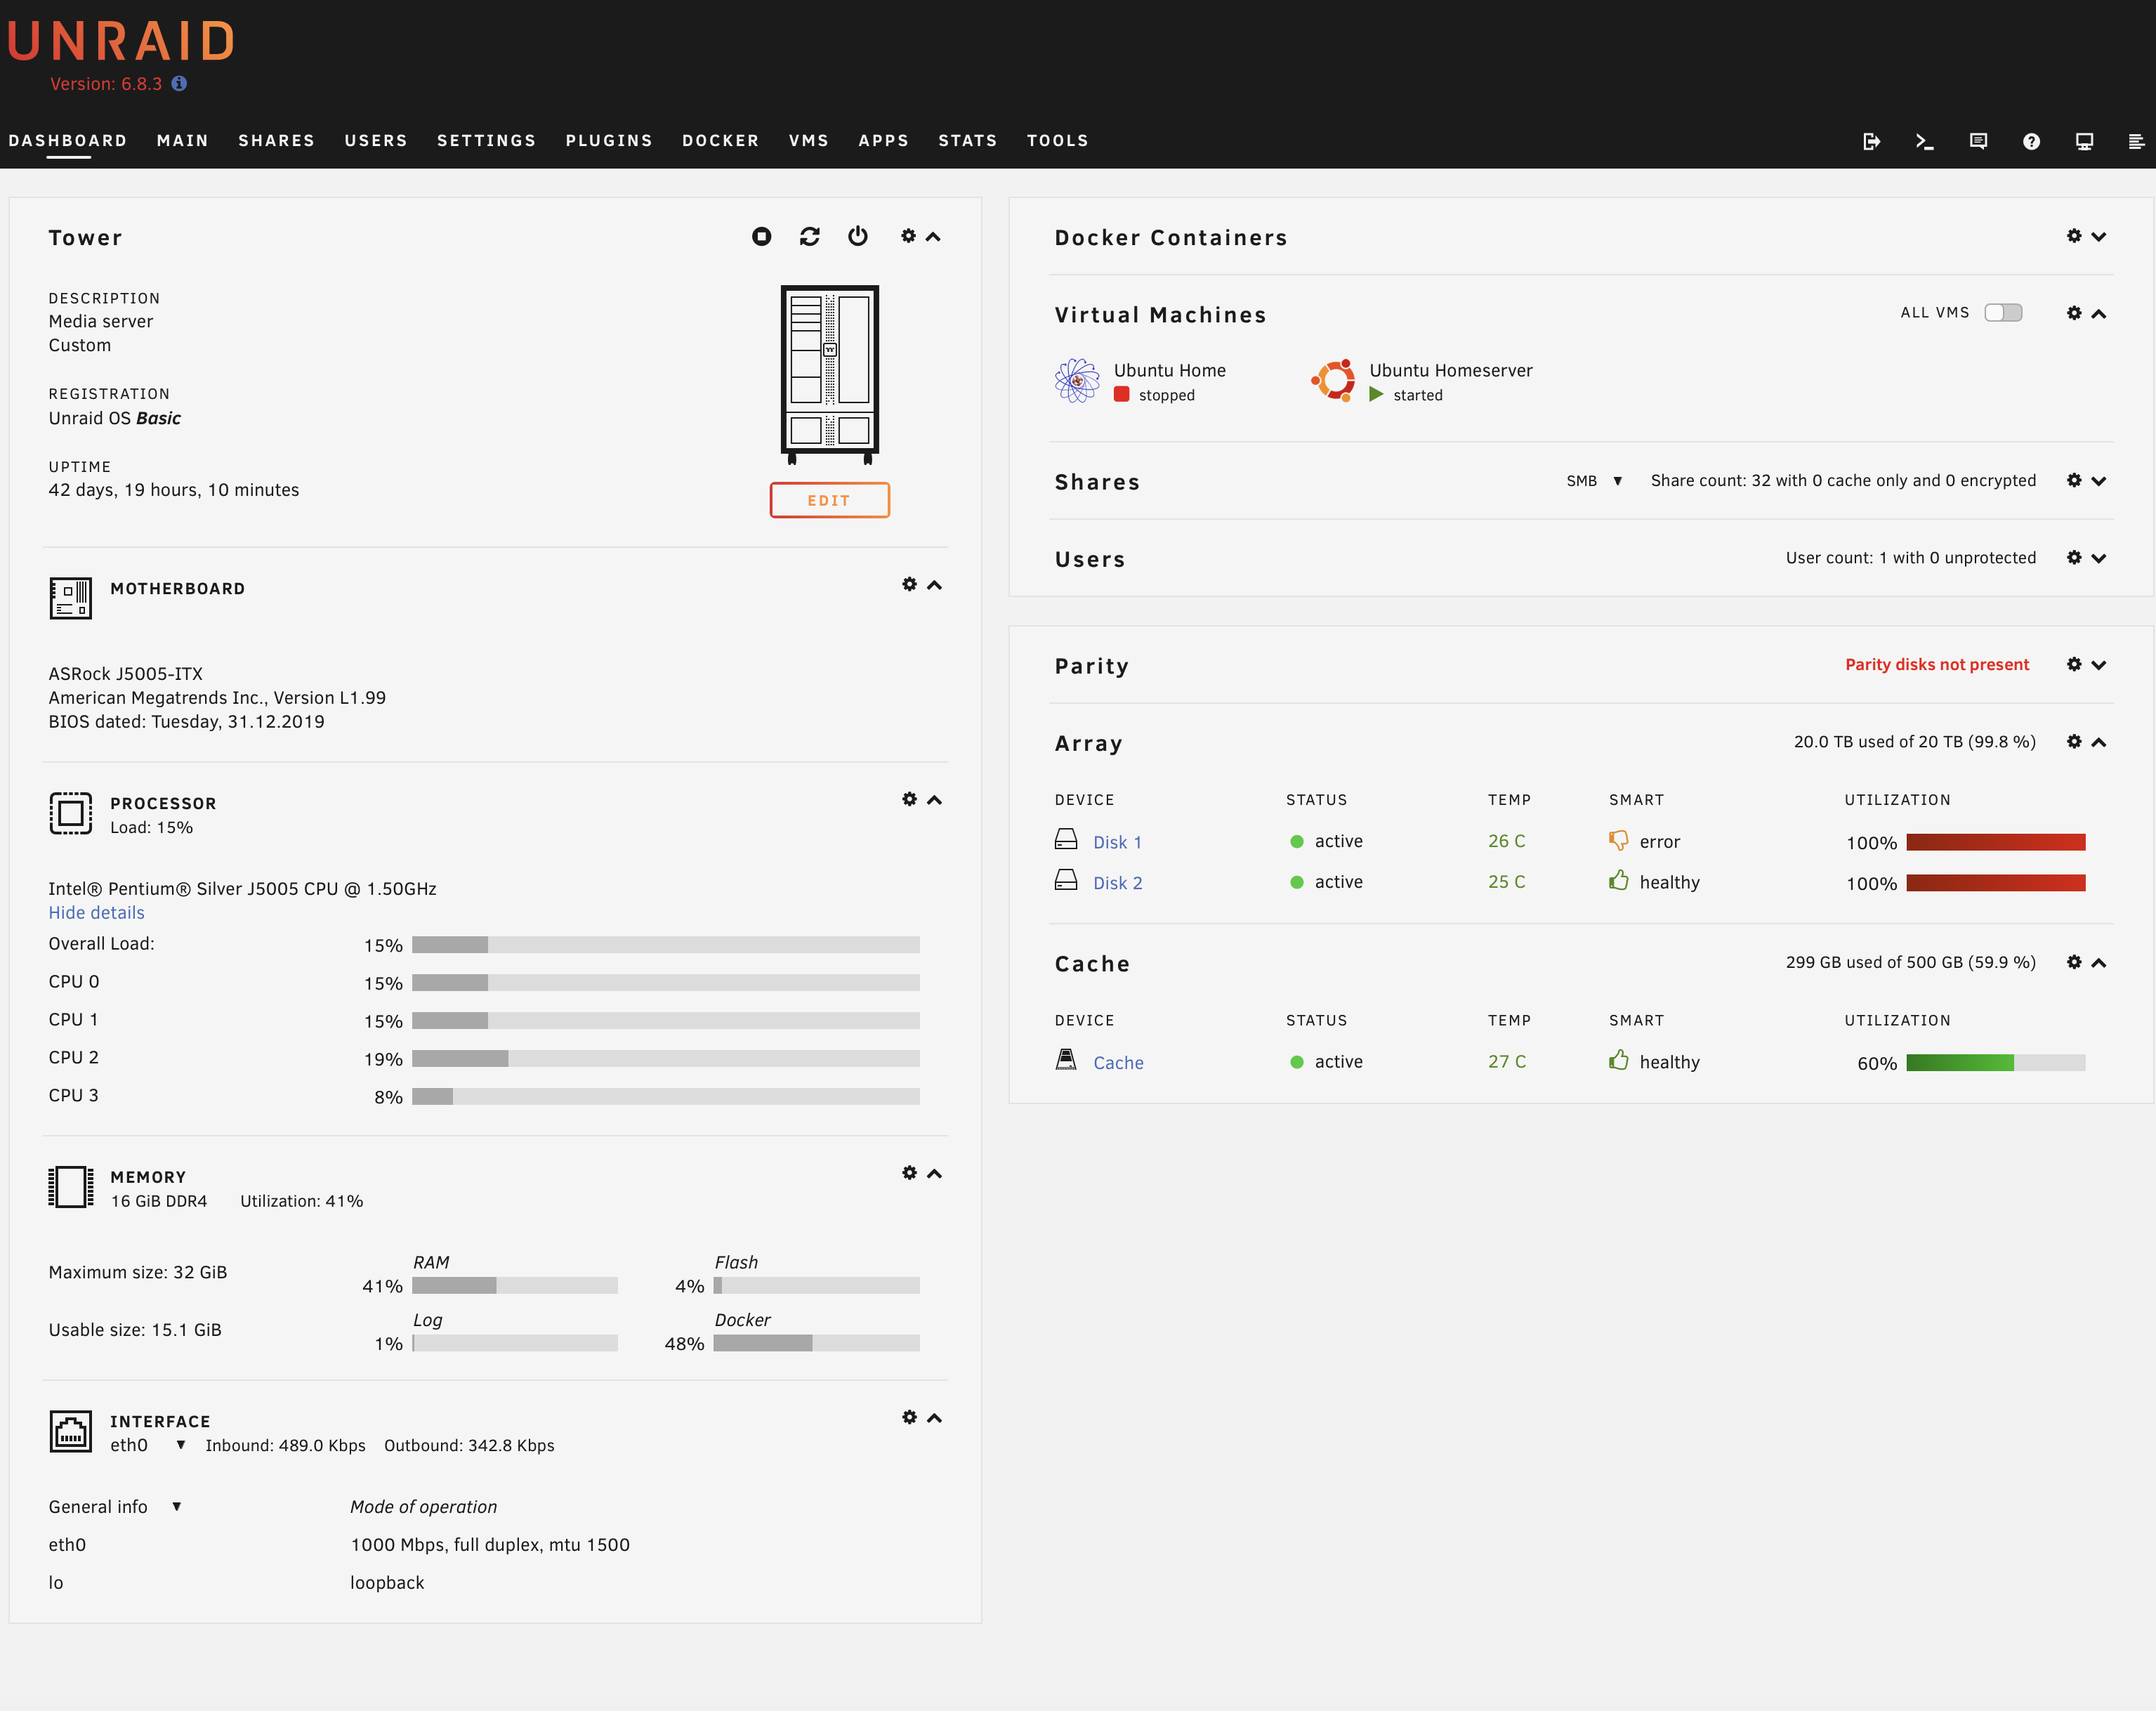 UNRAID
Version: 6.8.3
DASHBOARD MAIN SHARES USERS SETTINGS PLUGINS DOCKER VMS APPS STATS TOOLS
Tower
DESCRIPTION
Media server
Custom
REGISTRATION
Unraid OS Basic
UPTIME
42 days, 19 hours, 10 minutes
EDIT
MOTHERBOARD
ASRock J5005-ITX
American Megatrends Inc., Version L1.99
BIOS dated: Tuesday, 31.12.2019
PROCESSOR
Load: 15%
Intel® Pentium® Silver J5005 CPU @ 1.50GHz
Hide details
Overall Load: 15%
CPU 0 15%
CPU 1 15%
CPU 2 19%
CPU 3 8%
MEMORY
16 GiB DDR4 Utilization: 41%
RAM Flash
Maximum size: 32 GiB 41% 4%
Log Docker
Usable size: 15.1 GiB 1% 48%
INTERFACE
eth0 Inbound: 489.0 Kbps Outbound: 342.8 Kbps
General info Mode of operation
eth0 1000 Mbps, full duplex, mtu 1500
lo loopback
Docker Containers
Virtual Machines ALL VMS
Ubuntu Home Ubuntu Homeserver
stopped started
Shares SMB Share count: 32 with 0 cache only and 0 encrypted
Users User count: 1 with 0 unprotected
Parity Parity disks not present
Array 20.0 TB used of 20 TB (99.8 %)
DEVICE STATUS TEMP SMART UTILIZATION
Disk 1 active 26 C error 100%
Disk 2 active 25 C healthy 100%
Cache 299 GB used of 500 GB (59.9 %)
DEVICE STATUS TEMP SMART UTILIZATION
Cache active 27 C healthy 60%